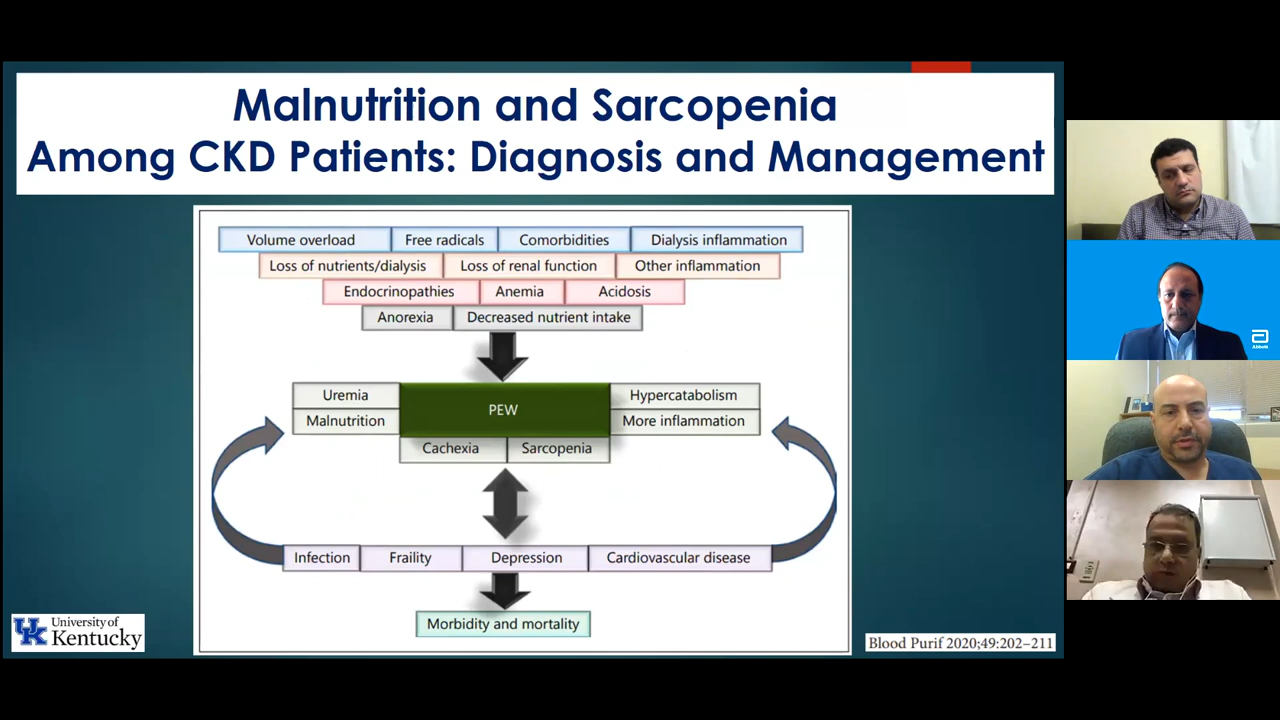 Malnutrition and Sarcopenia
Among CKD Patients: Diagnosis and Management
Volume overload Free radicals Comorbidities Dialysis inflammation
Loss of nutrients/dialysis Loss of renal function Other inflammation
Endocrinopathies Anemia Acidosis
Anorexia Decreased nutrient intake
Uremia PEW Hypercatabolism
Malnutrition More inflammation
Cachexia Sarcopenia
Infection Fraility Depression Cardiovascular disease
Morbidity and mortality
UK University of
Kentucky
Blood Purif 2020;49:202–211
Abbott